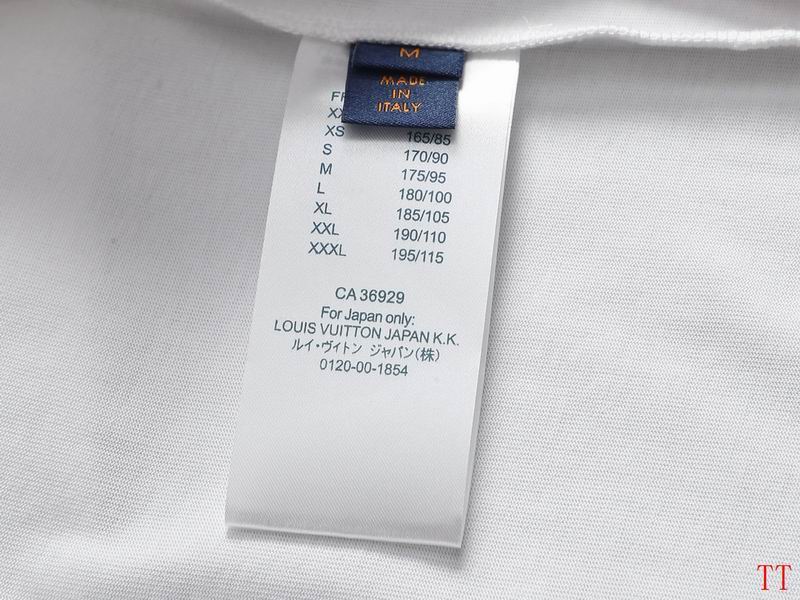 M
MADE
IN
ITALY
XS 165/85
S 170/90
M 175/95
L 180/100
XL 185/105
XXL 190/110
XXXL 195/115
CA 36929
For Japan only:
LOUIS VUITTON JAPAN K.K.
ルイ・ヴィトン ジャパン(株)
0120-00-1854
TT